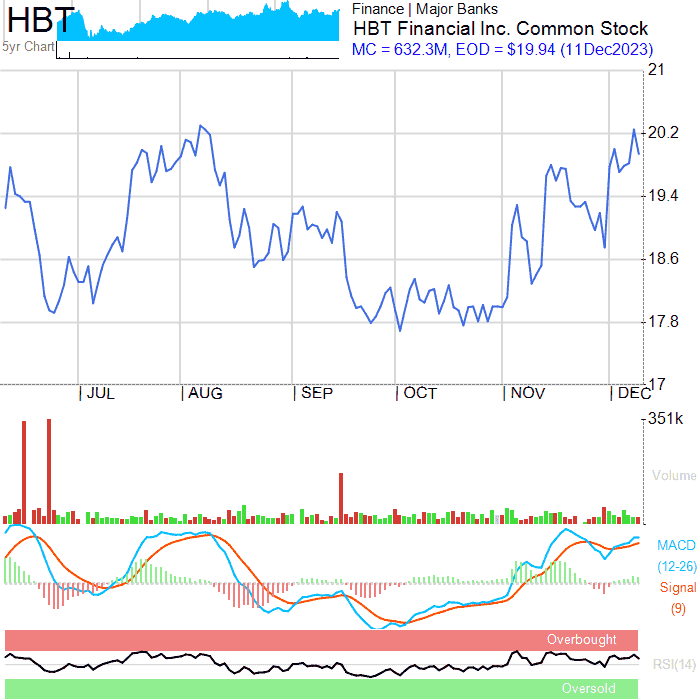 HBT
5yr Chart
Finance | Major Banks
HBT Financial Inc. Common Stock
MC = 632.3M, EOD = $19.94 (11Dec2023)
21
20.2
19.4
18.6
17.8
17
JUL AUG SEP OCT NOV DEC
351k
Volume
MACD
(12-26)
Signal
(9)
Overbought
RSI(14)
Oversold